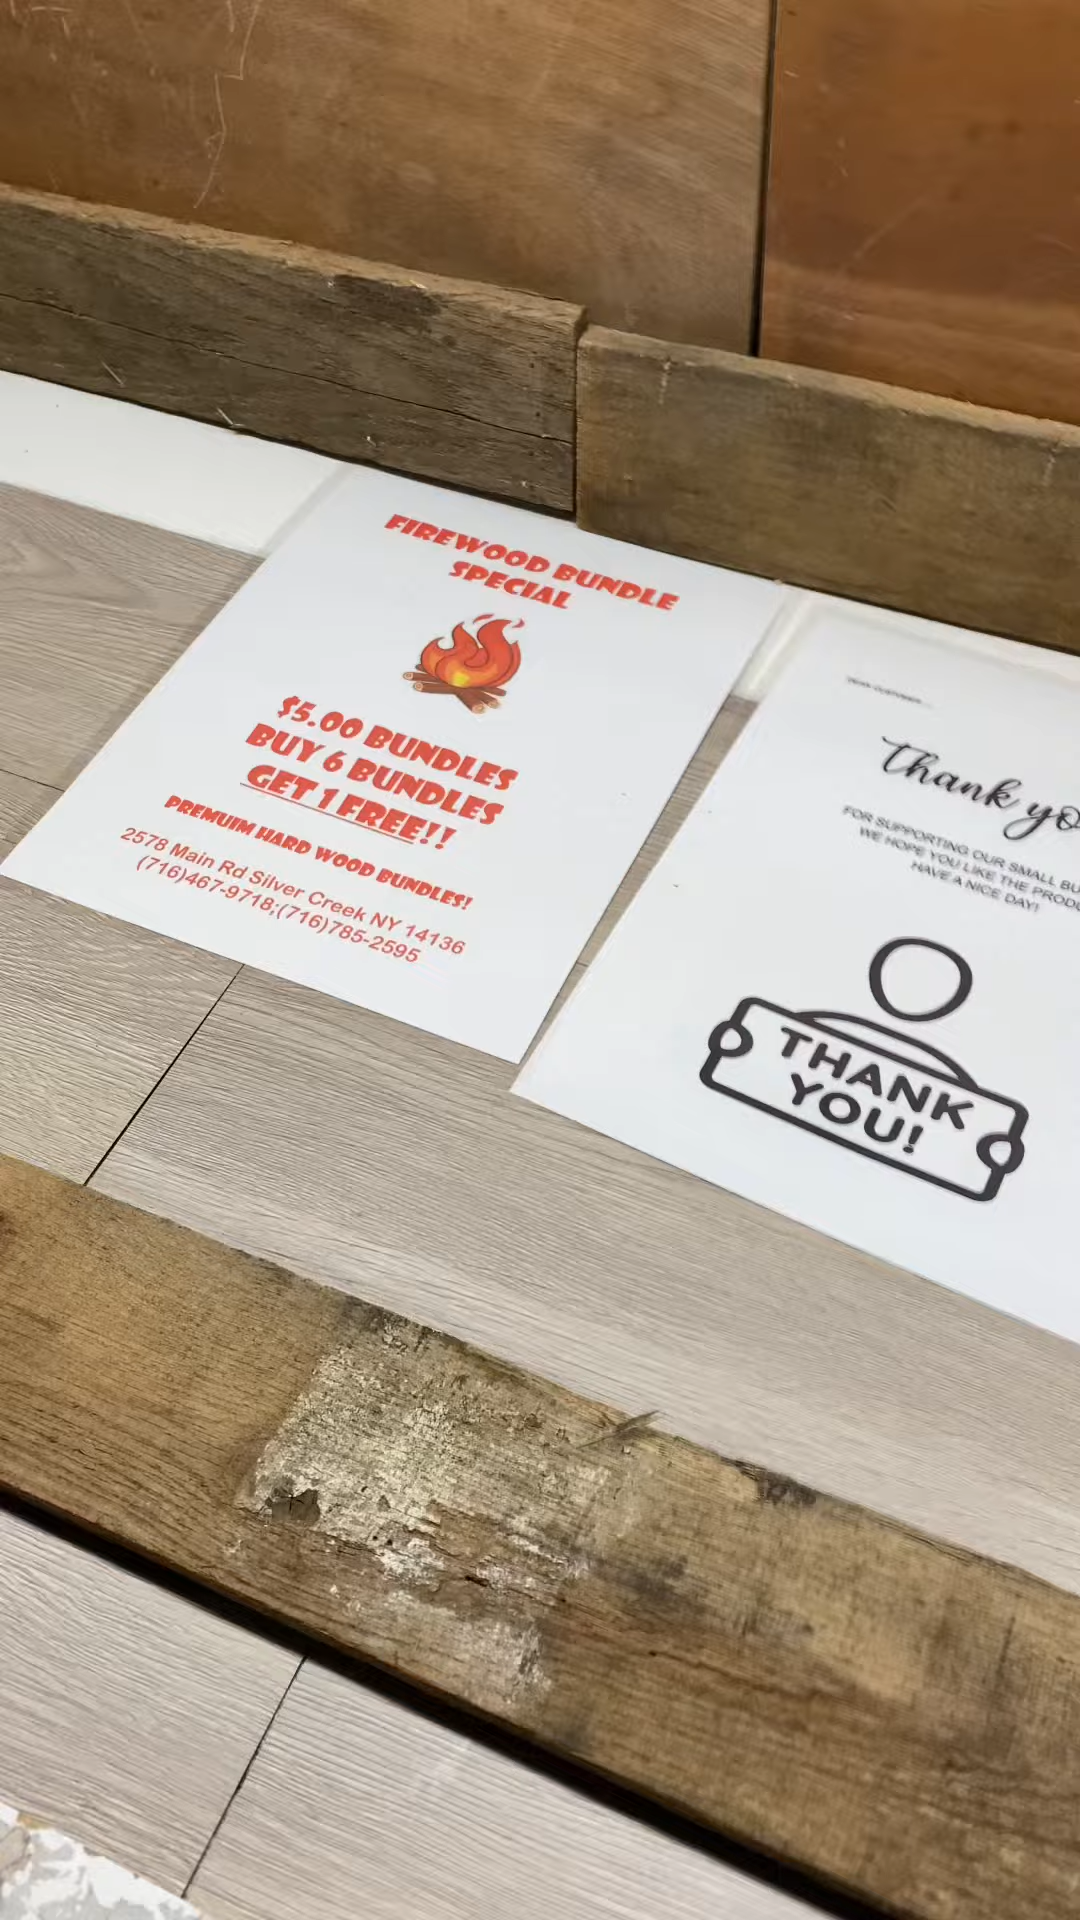 FIREWOOD BUNDLE
SPECIAL
$5.00 BUNDLES
BUY 6 BUNDLES
GET 1 FREE!!
PREMUIM HARD WOOD BUNDLES!
2578 Main Rd Silver Creek NY 14136
(716)467-9718;(716)785-2595
DEAR CUSTOMER...
Thank yo
FOR SUPPORTING OUR SMALL BU
WE HOPE YOU LIKE THE PRODU
HAVE A NICE DAY!
THANK
YOU!